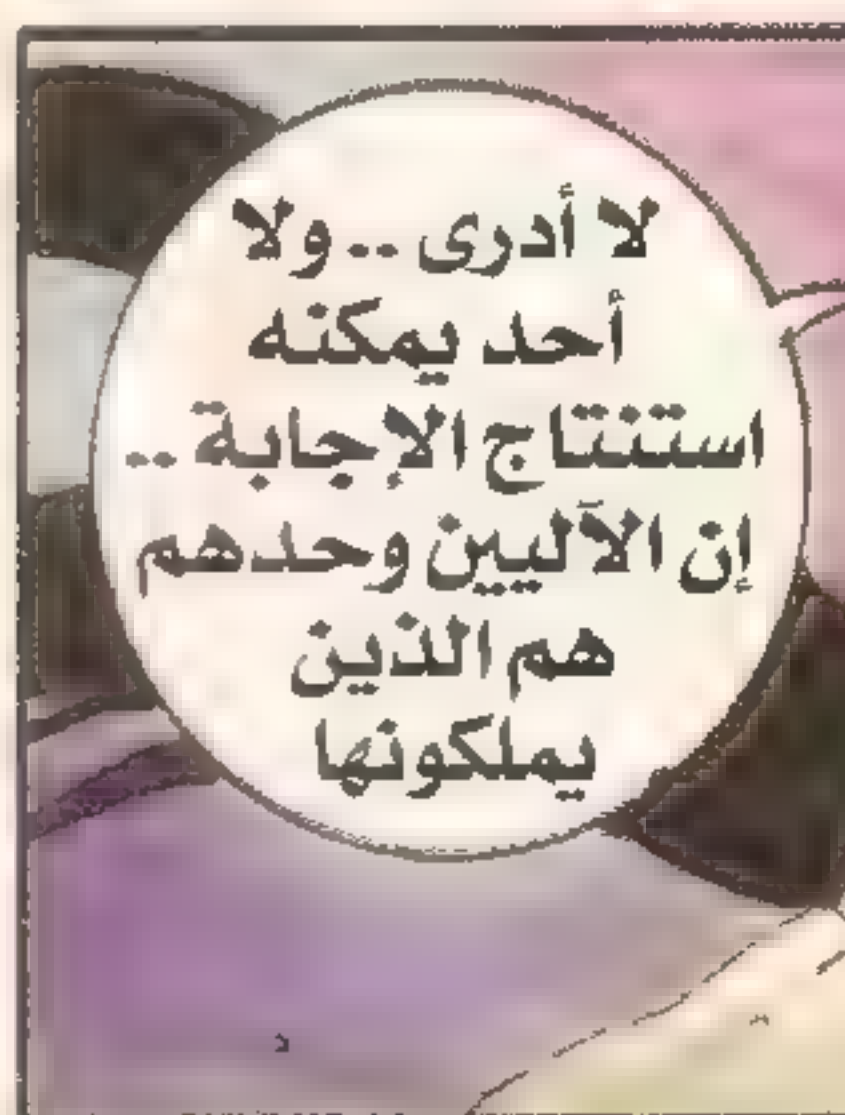 لا أدرى .. ولا
أحد يمكنه
استنتاج الإجابة ..
إن الآليين وحدهم
هم الذين
يملكونها